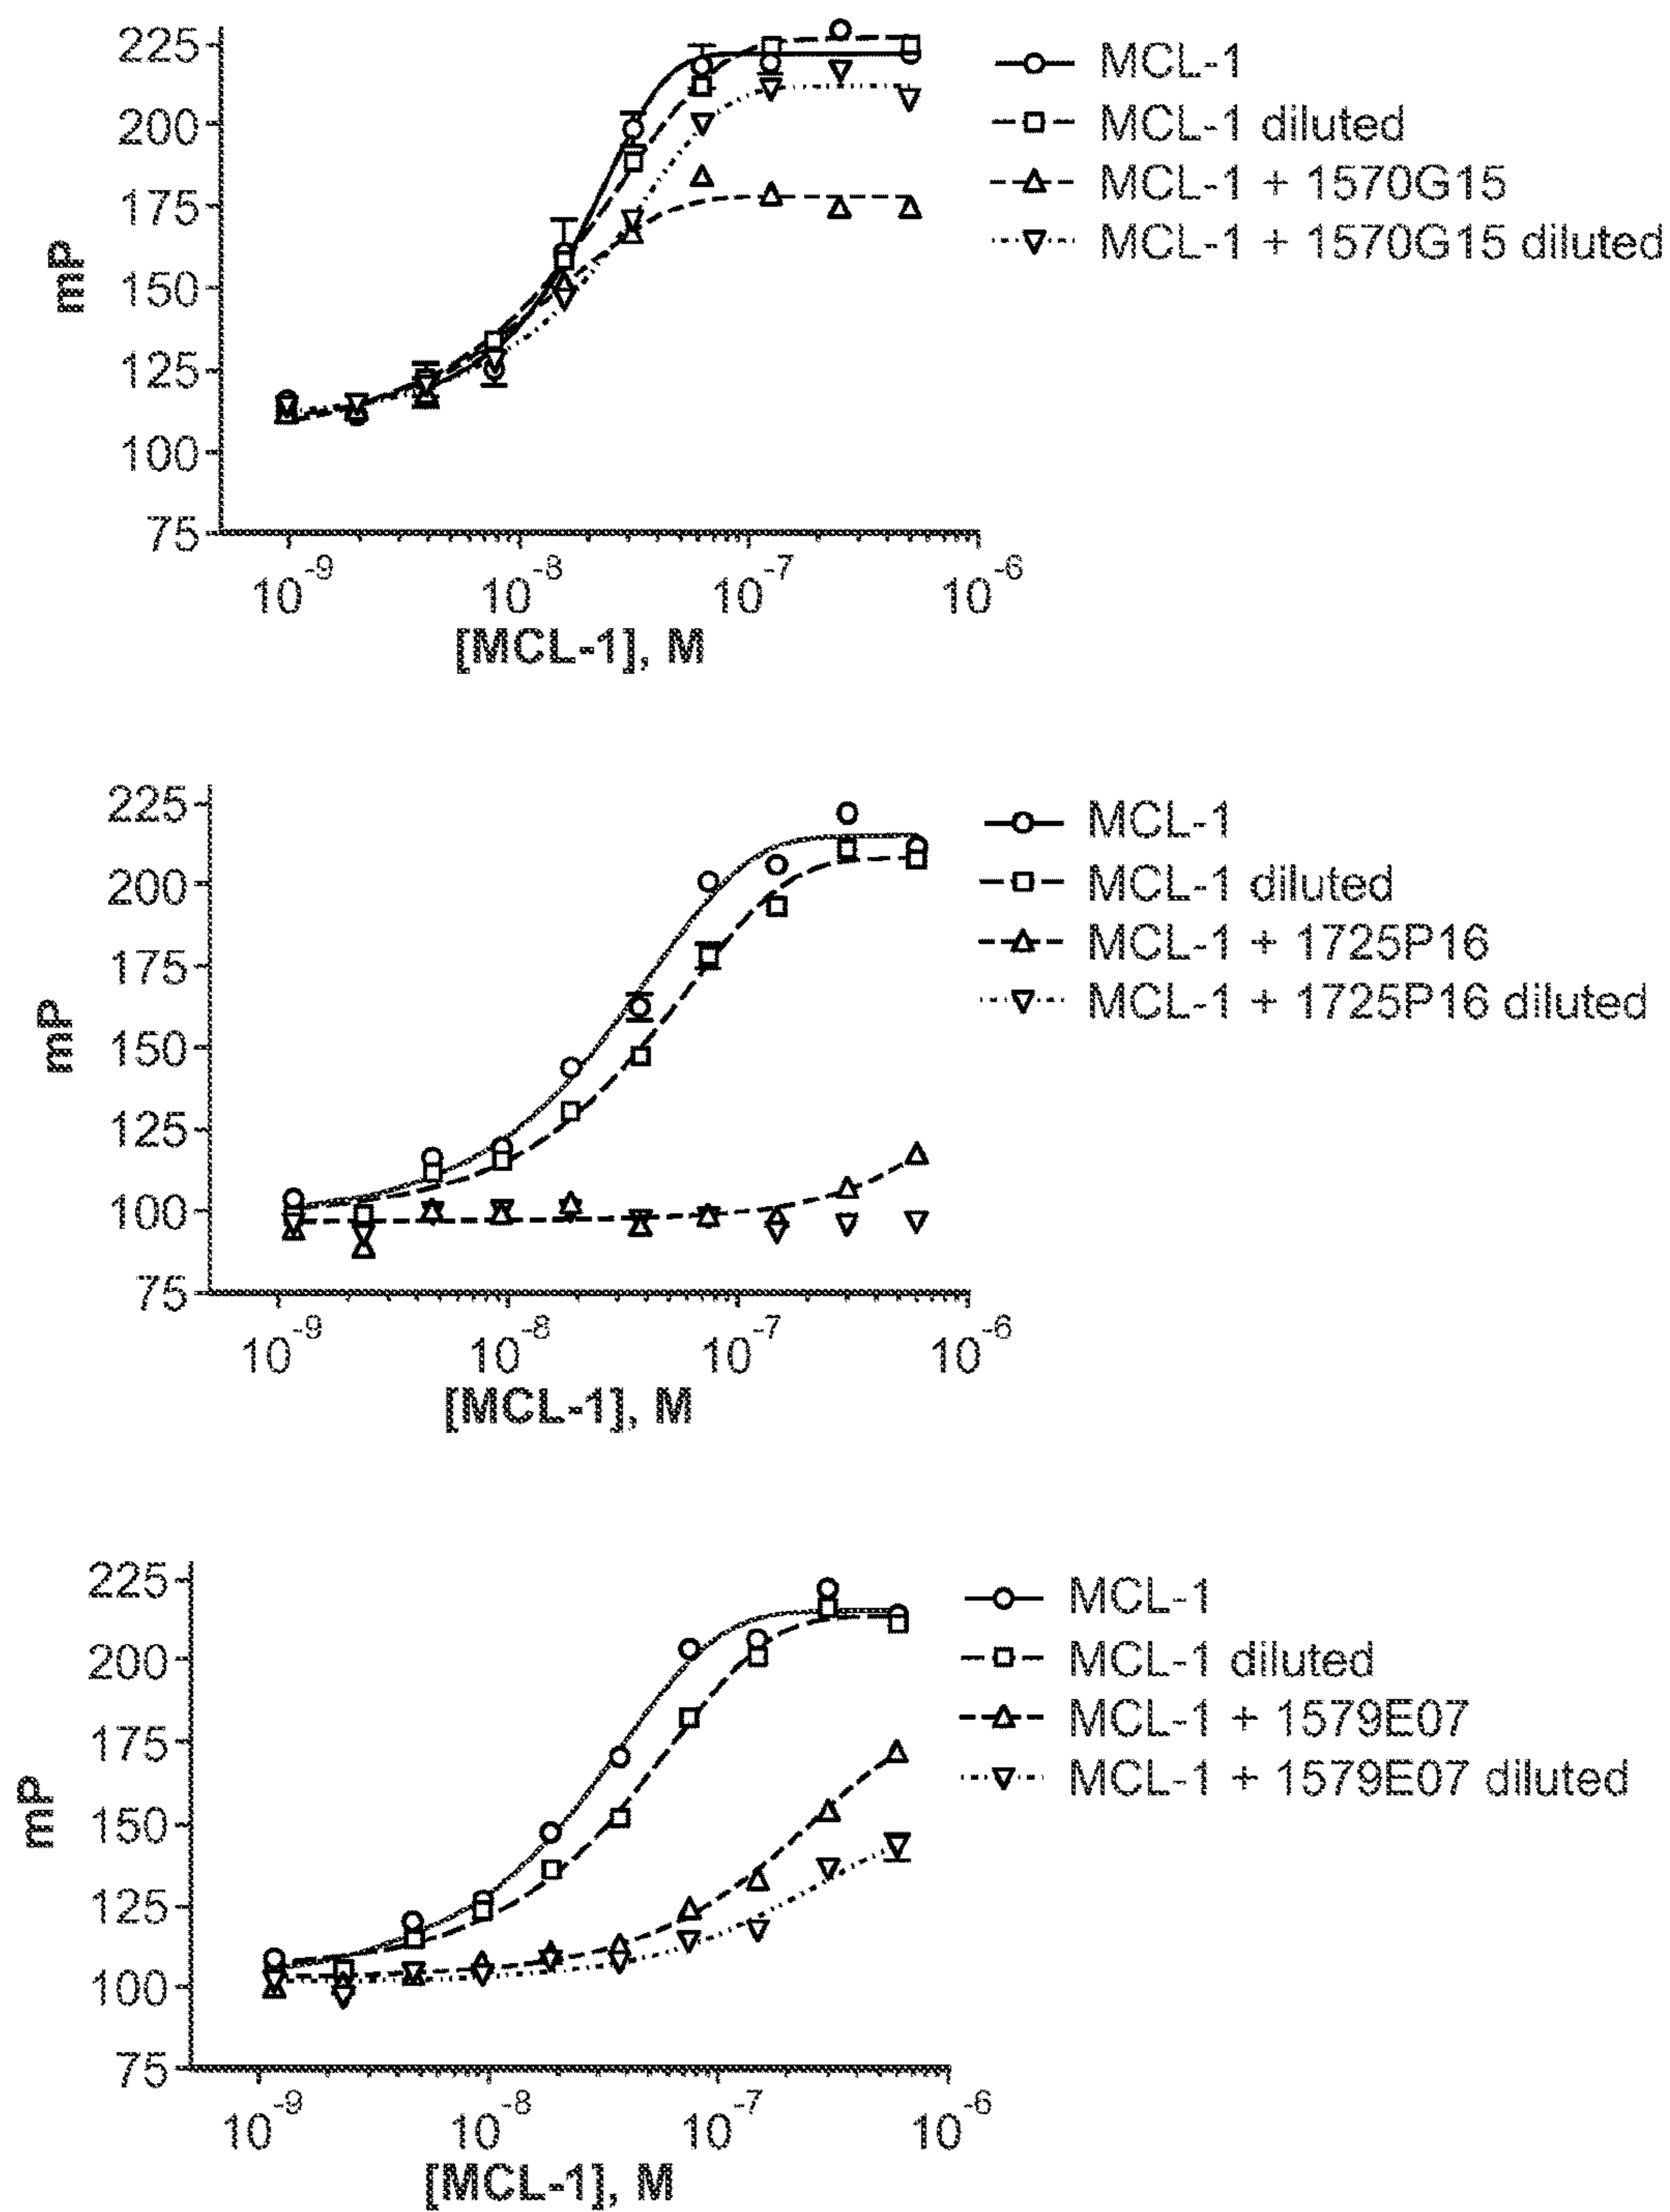 225
200
175
150
125
100
75
mP
10-9
10-8
10-7
10-6
[MCL-1], M
MCL-1
MCL-1 diluted
MCL-1 + 1570G15
MCL-1 + 1570G15 diluted
225
200
175
150
125
100
75
mP
10-9
10-8
10-7
10-6
[MCL-1], M
MCL-1
MCL-1 diluted
MCL-1 + 1725P16
MCL-1 + 1725P16 diluted
225
200
175
150
125
100
75
mP
10-9
10-8
10-7
10-6
[MCL-1], M
MCL-1
MCL-1 diluted
MCL-1 + 1579E07
MCL-1 + 1579E07 diluted